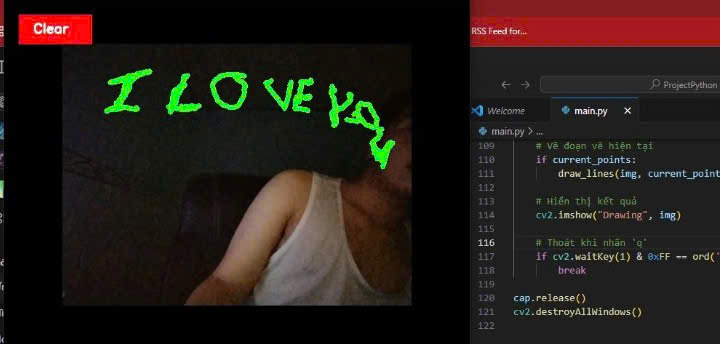 Clear
I LOVE YOU
RSS Feed for...
ProjectPython
Welcome
main.py
main.py > ...
109 # Vẽ đoạn vẽ hiện tại
110 if current_points:
111 draw_lines(img, current_point
112
113 # Hiển thị kết quả
114 cv2.imshow("Drawing", img)
115
116 # Thoát khi nhấn 'q'
117 if cv2.waitKey(1) & 0xFF == ord('
118 break
119
120 cap.release()
121 cv2.destroyAllWindows()
122